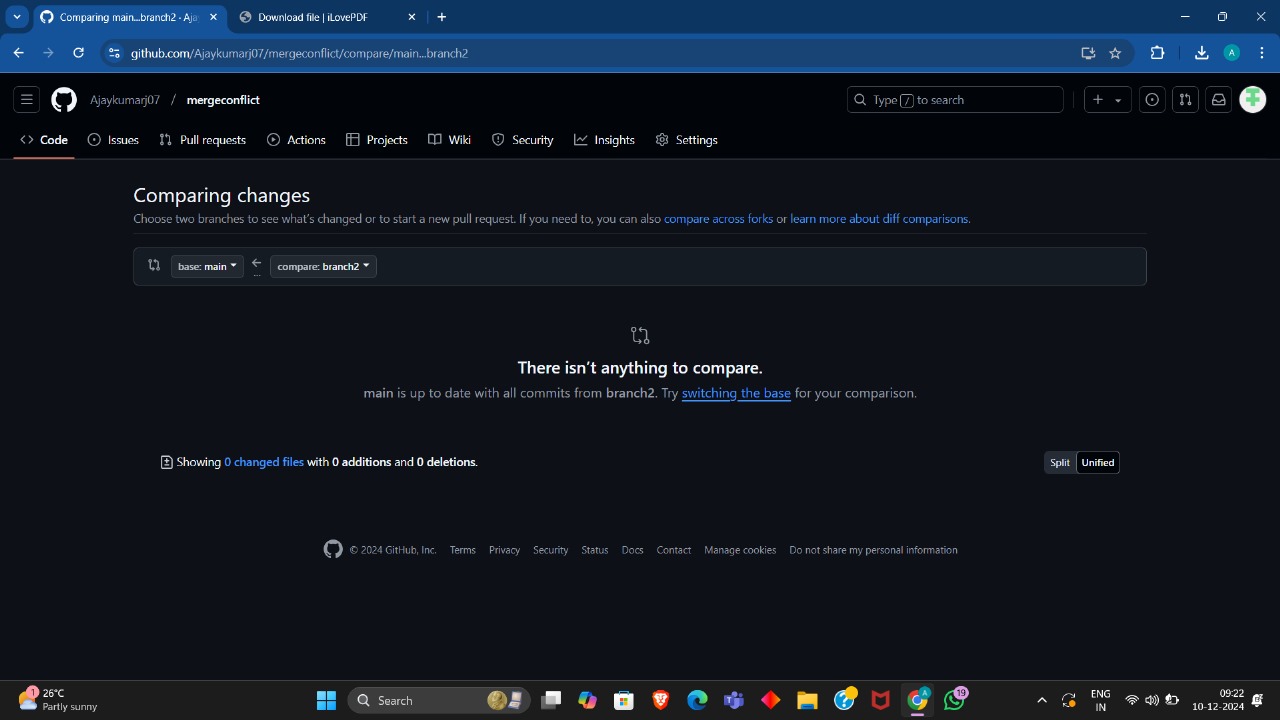 Comparing main...branch2 · Aja
Download file | iLovePDF
github.com/Ajaykumarj07/mergeconflict/compare/main...branch2
A
Ajaykumarj07 / mergeconflict
Type / to search
Code
Issues
Pull requests
Actions
Projects
Wiki
Security
Insights
Settings
Comparing changes
Choose two branches to see what's changed or to start a new pull request. If you need to, you can also compare across forks or learn more about diff comparisons.
base: main
... compare: branch2
There isn't anything to compare.
main is up to date with all commits from branch2. Try switching the base for your comparison.
Showing 0 changed files with 0 additions and 0 deletions.
Split Unified
© 2024 GitHub, Inc. Terms Privacy Security Status Docs Contact Manage cookies Do not share my personal information
1
26°C
Partly sunny
Search
A
19
ENG
IN
09:22
10-12-2024